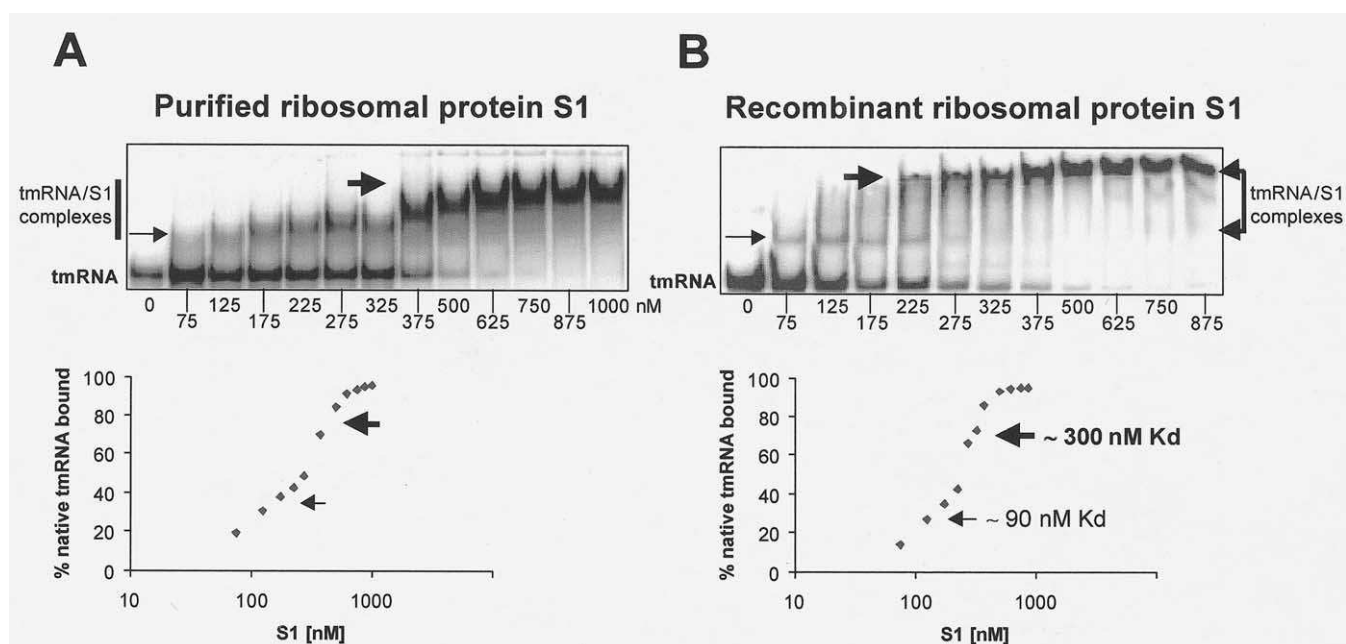 A
Purified ribosomal protein S1
tmRNA/S1
complexes
tmRNA
0 125 225 325 500 750 1000 nM
75 175 275 375 625 875
% native tmRNA bound
100
80
60
40
20
0
10 100 1000
S1 [nM]
B
Recombinant ribosomal protein S1
tmRNA/S1
complexes
tmRNA
0 125 225 325 500 750
75 175 275 375 625 875
% native tmRNA bound
100
80
60
40
20
0
~ 300 nM Kd
~ 90 nM Kd
10 100 1000
S1 [nM]